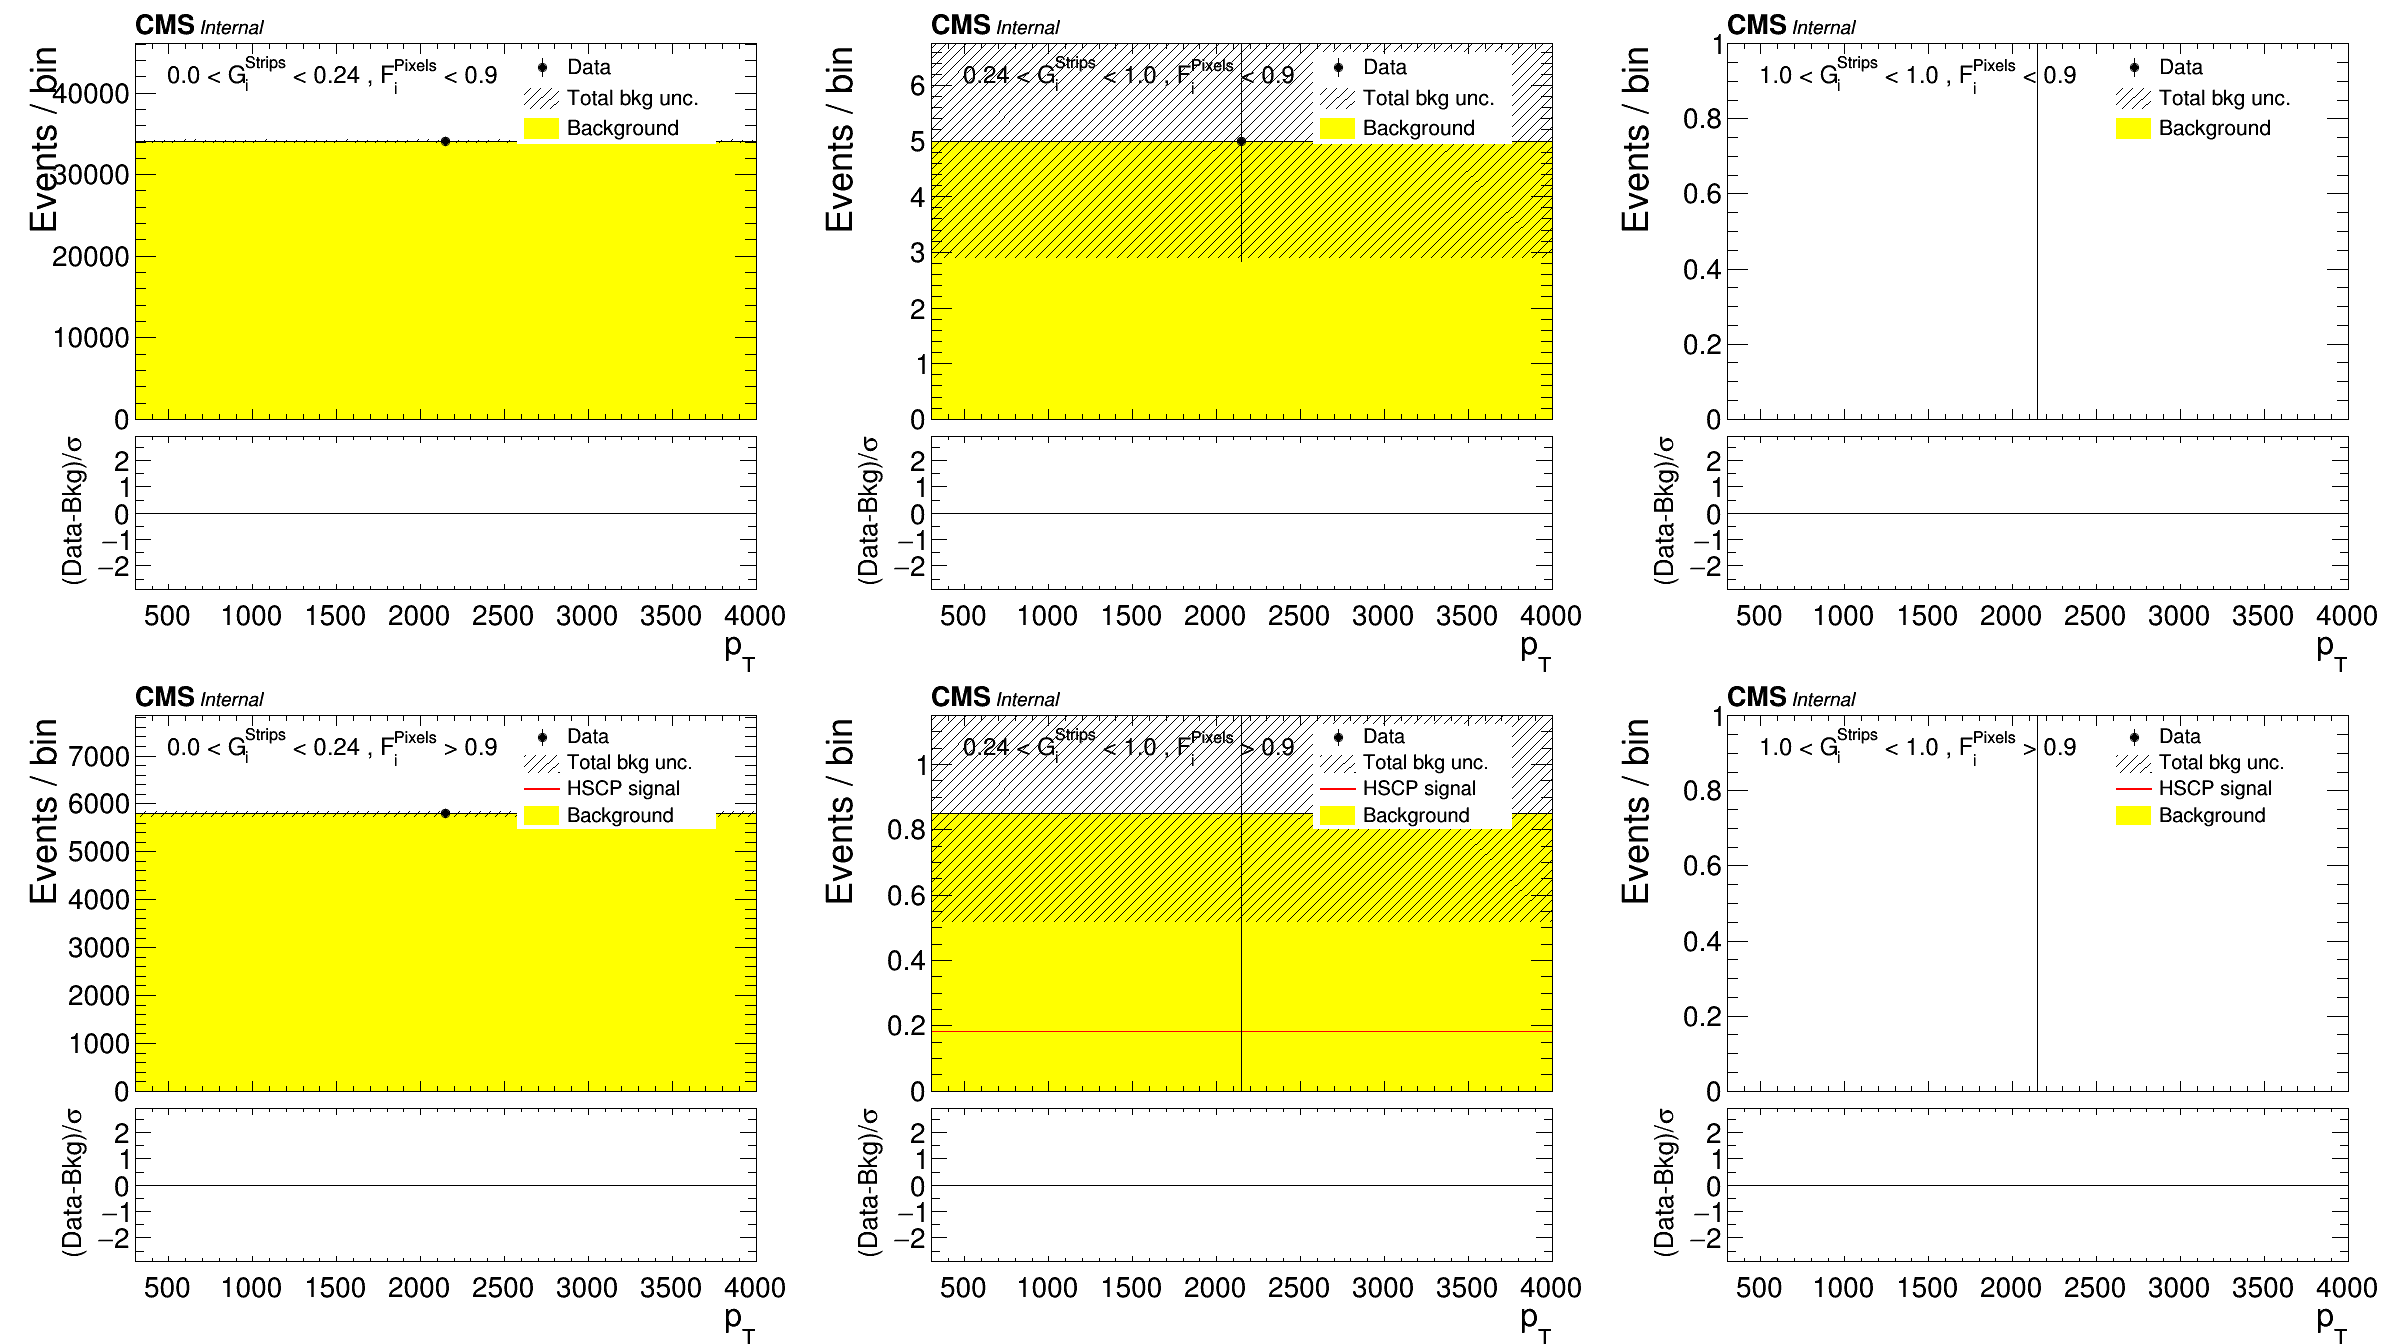 CMS Internal
Events / bin
0.0 < G_i^Strips < 0.24 , F_i^Pixels < 0.9
Data
Total bkg unc.
Background
40000
30000
20000
10000
0
(Data-Bkg)/σ
2
1
0
−1
−2
500 1000 1500 2000 2500 3000 3500 4000
p_T
CMS Internal
Events / bin
0.24 < G_i^Strips < 1.0 , F_i^Pixels < 0.9
Data
Total bkg unc.
Background
6
5
4
3
2
1
0
(Data-Bkg)/σ
2
1
0
−1
−2
500 1000 1500 2000 2500 3000 3500 4000
p_T
CMS Internal
Events / bin
1.0 < G_i^Strips < 1.0 , F_i^Pixels < 0.9
Data
Total bkg unc.
Background
1
0.8
0.6
0.4
0.2
0
(Data-Bkg)/σ
2
1
0
−1
−2
500 1000 1500 2000 2500 3000 3500 4000
p_T
CMS Internal
Events / bin
0.0 < G_i^Strips < 0.24 , F_i^Pixels > 0.9
Data
Total bkg unc.
HSCP signal
Background
7000
6000
5000
4000
3000
2000
1000
0
(Data-Bkg)/σ
2
1
0
−1
−2
500 1000 1500 2000 2500 3000 3500 4000
p_T
CMS Internal
Events / bin
0.24 < G_i^Strips < 1.0 , F_i^Pixels > 0.9
Data
Total bkg unc.
HSCP signal
Background
1
0.8
0.6
0.4
0.2
0
(Data-Bkg)/σ
2
1
0
−1
−2
500 1000 1500 2000 2500 3000 3500 4000
p_T
CMS Internal
Events / bin
1.0 < G_i^Strips < 1.0 , F_i^Pixels > 0.9
Data
Total bkg unc.
HSCP signal
Background
1
0.8
0.6
0.4
0.2
0
(Data-Bkg)/σ
2
1
0
−1
−2
500 1000 1500 2000 2500 3000 3500 4000
p_T